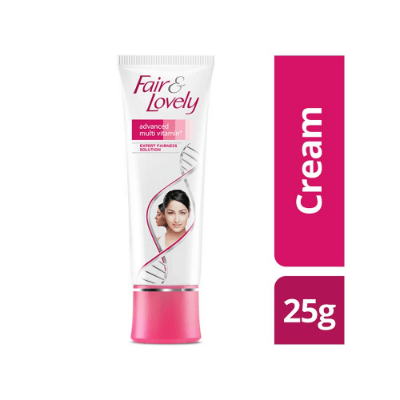 Fair &
Lovely
advanced
multi vitamin
EXPERT FAIRNESS
SOLUTION
Cream
25g